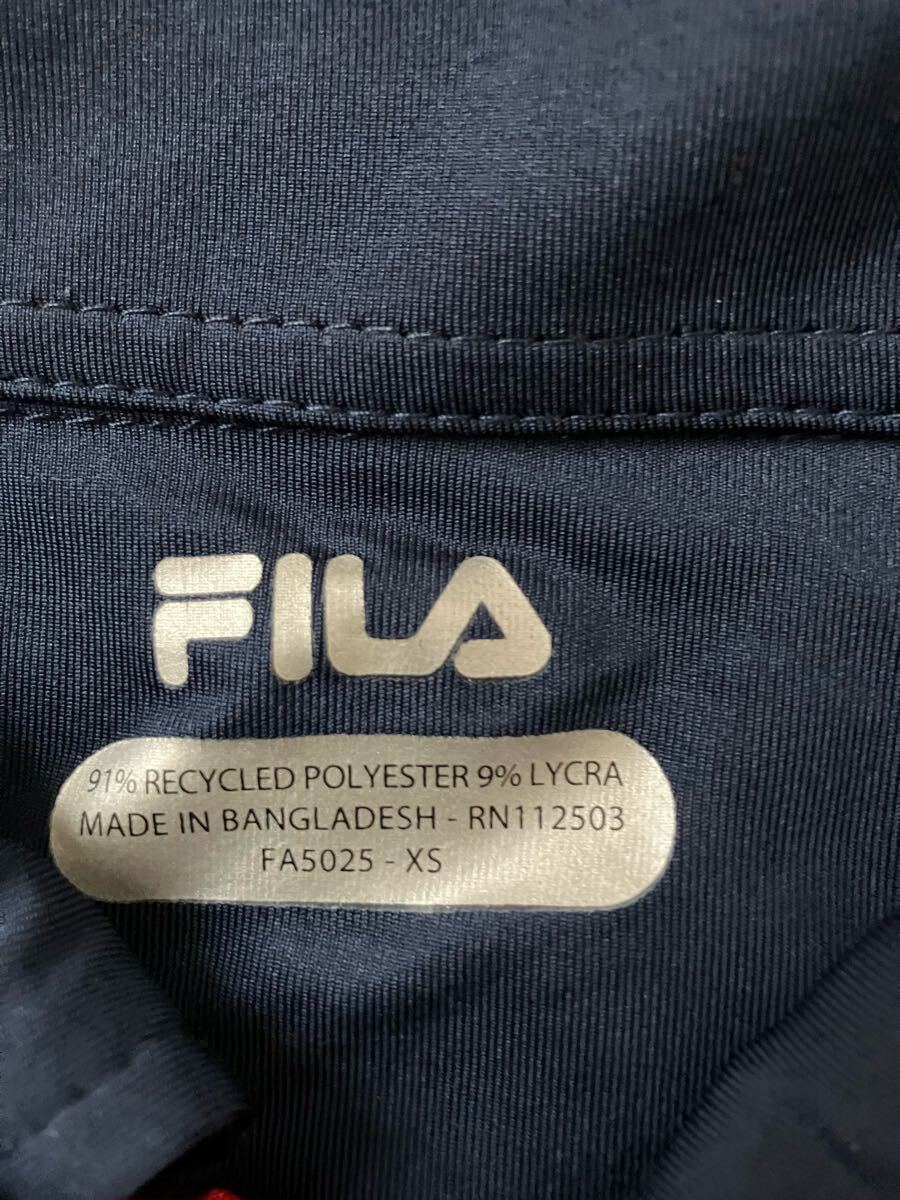 FILA
91% RECYCLED POLYESTER 9% LYCRA
MADE IN BANGLADESH - RN112503
FA5025 - XS